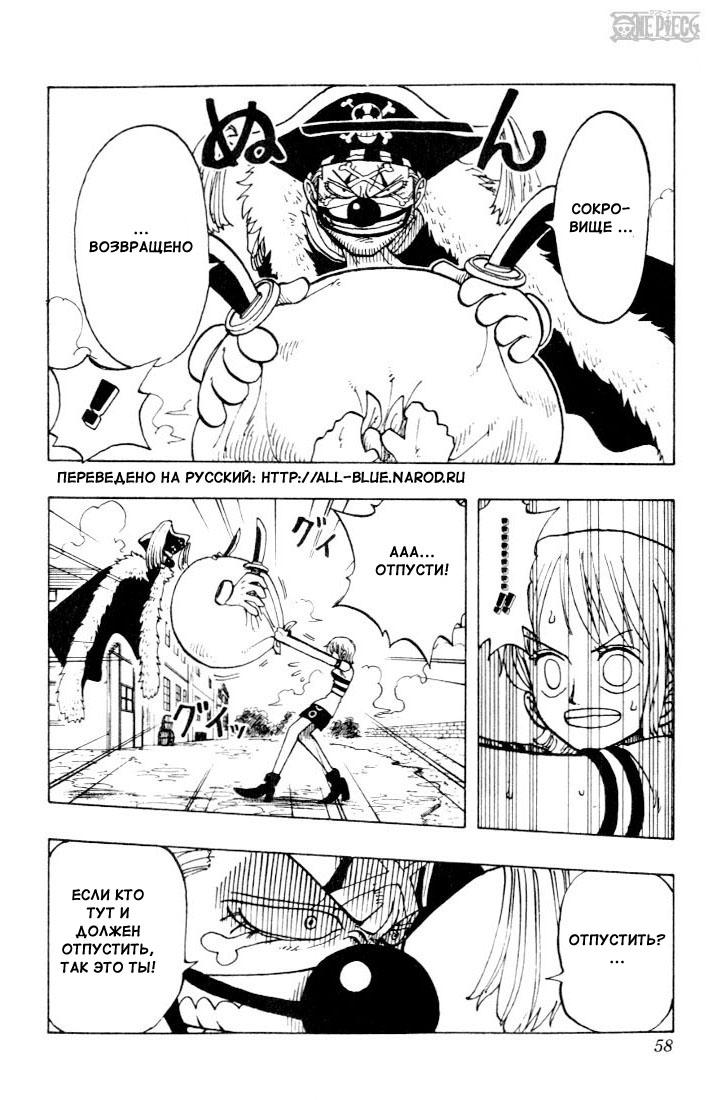 ONE PIECE
ぬん
СОКРО-
ВИЩЕ ...
...
ВОЗВРАЩЕНО
!!
ПЕРЕВЕДЕНО НА РУССКИЙ: HTTP://ALL-BLUE.NAROD.RU
.........!!
ААА...
ОТПУСТИ!
グイ
グイッ
ОТПУСТИТЬ?
...
ЕСЛИ КТО
ТУТ И
ДОЛЖЕН
ОТПУСТИТЬ,
ТАК ЭТО ТЫ!
58